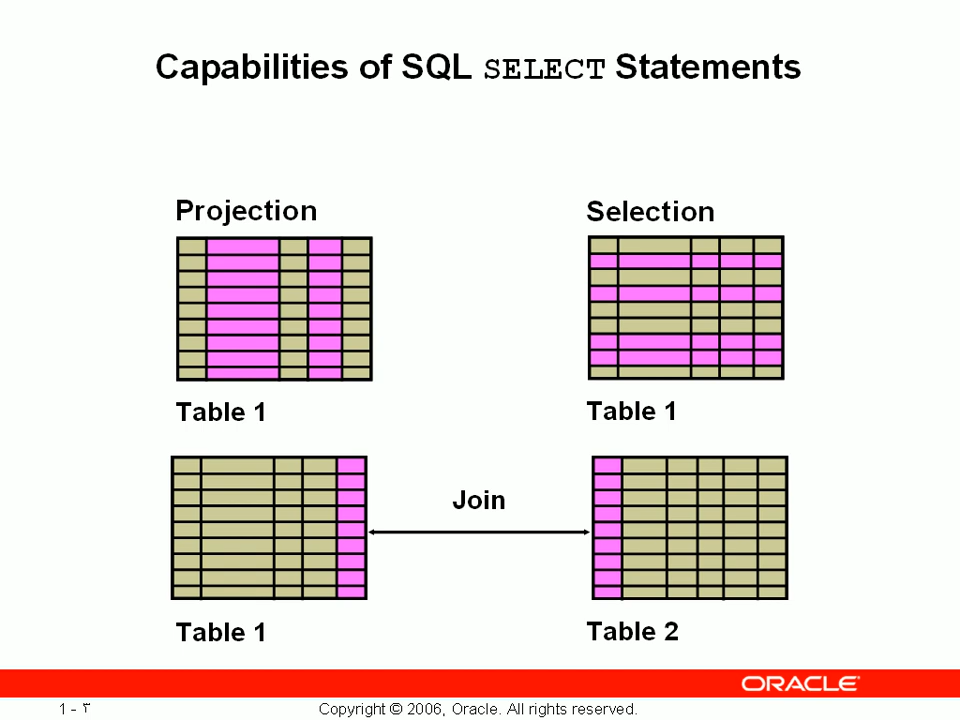 Capabilities of SQL SELECT Statements
Projection
Selection
Table 1
Table 1
Join
Table 1
Table 2
ORACLE
1 - ٣
Copyright © 2006, Oracle. All rights reserved.